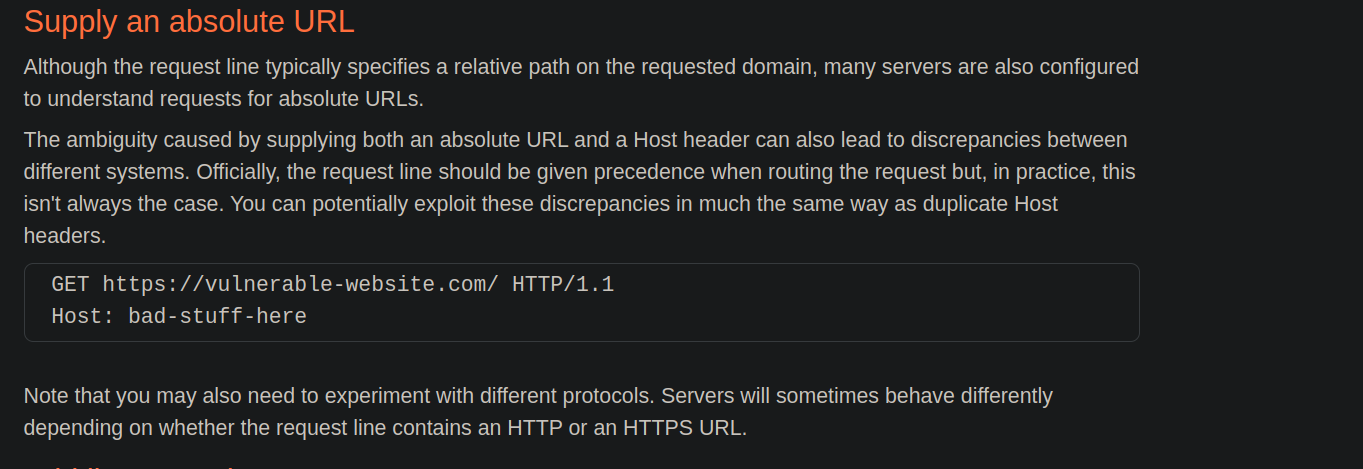 Supply an absolute URL
Although the request line typically specifies a relative path on the requested domain, many servers are also configured
to understand requests for absolute URLs.
The ambiguity caused by supplying both an absolute URL and a Host header can also lead to discrepancies between
different systems. Officially, the request line should be given precedence when routing the request but, in practice, this
isn't always the case. You can potentially exploit these discrepancies in much the same way as duplicate Host
headers.
GET https://vulnerable-website.com/ HTTP/1.1
Host: bad-stuff-here
Note that you may also need to experiment with different protocols. Servers will sometimes behave differently
depending on whether the request line contains an HTTP or an HTTPS URL.